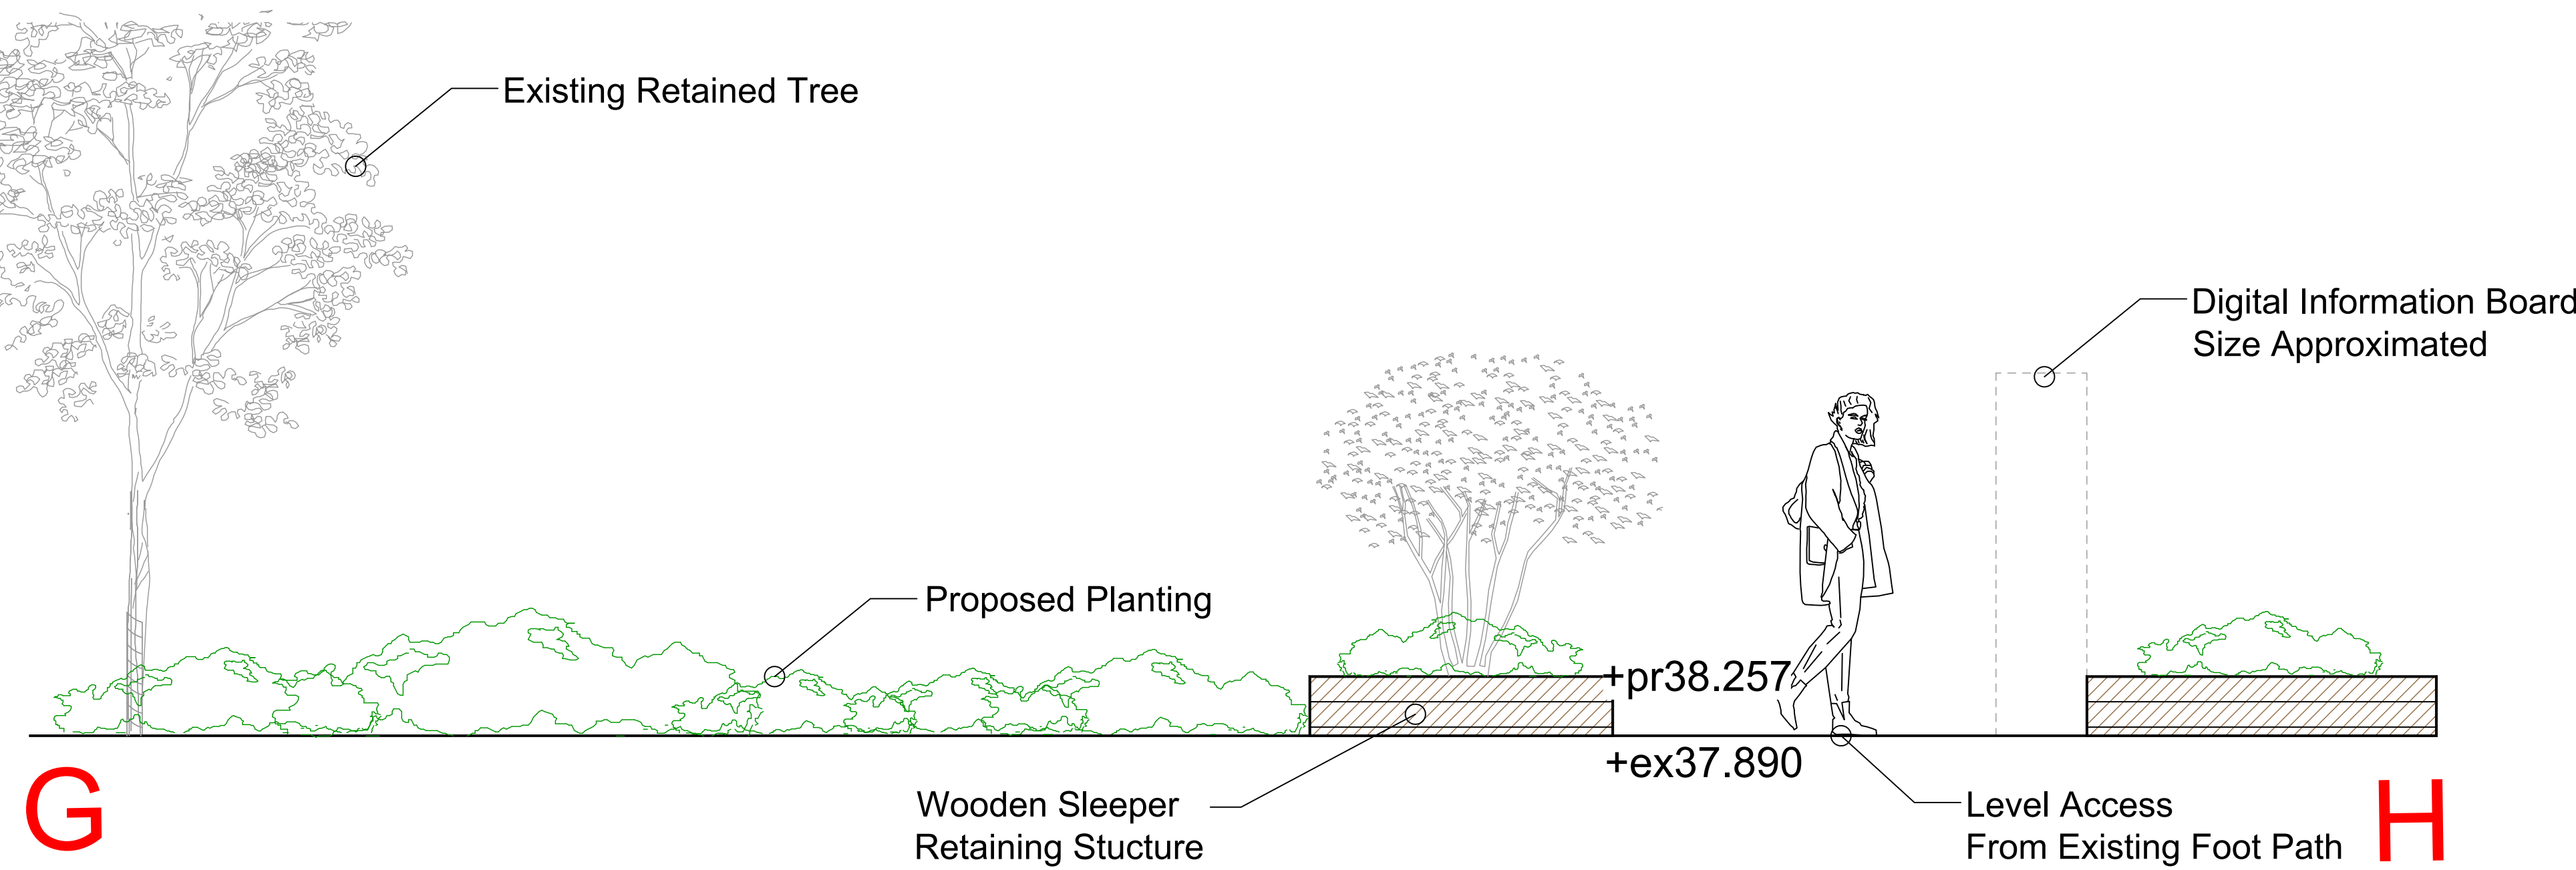 Existing Retained Tree
Digital Information Board
Size Approximated
Proposed Planting
+pr38.257
+ex37.890
Wooden Sleeper
Retaining Stucture
Level Access
From Existing Foot Path
G
H